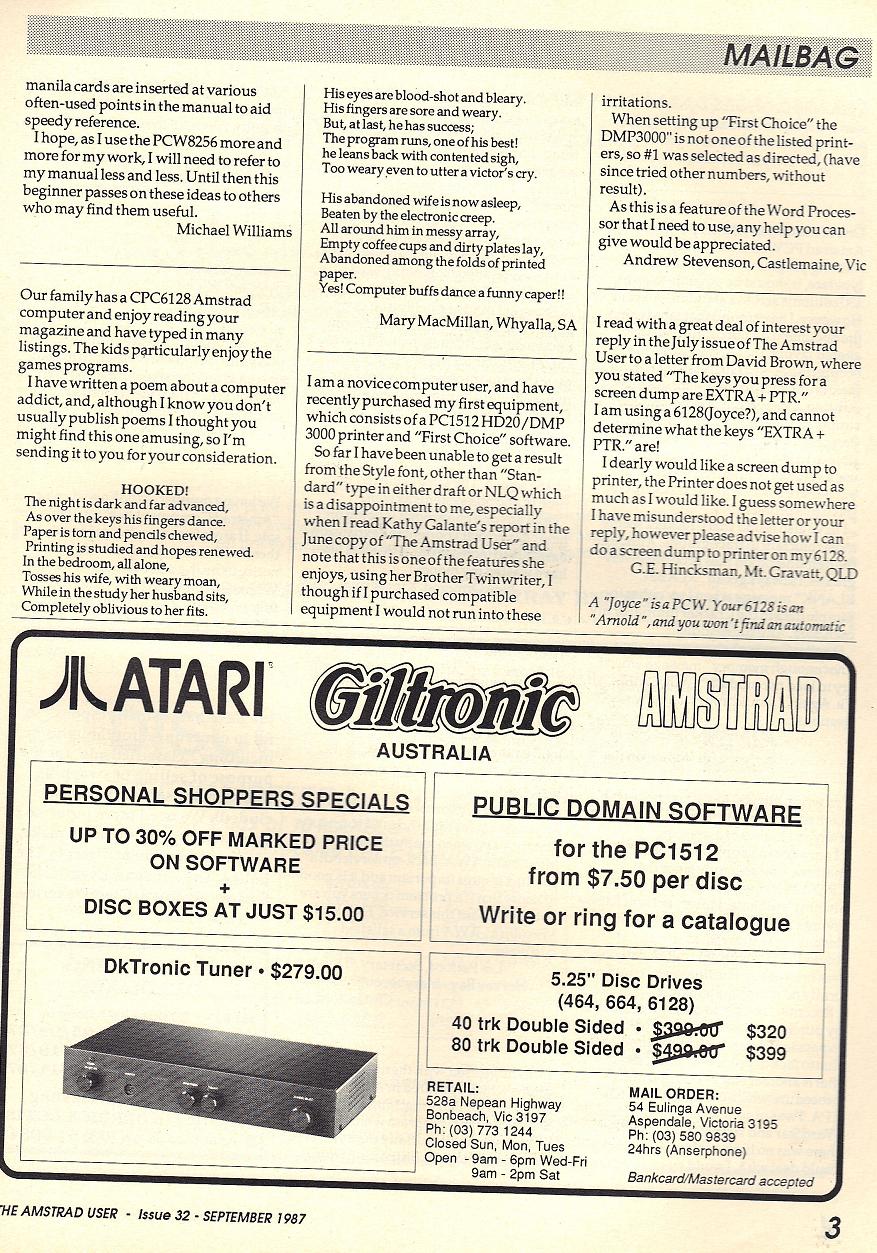 MAILBAG
manila cards are inserted at various
often-used points in the manual to aid
speedy reference.
I hope, as I use the PCW8256 more and
more for my work, I will need to refer to
my manual less and less. Until then this
beginner passes on these ideas to others
who may find them useful.
Michael Williams
Our family has a CPC6128 Amstrad
computer and enjoy reading your
magazine and have typed in many
listings. The kids particularly enjoy the
games programs.
I have written a poem about a computer
addict, and, although I know you don't
usually publish poems I thought you
might find this one amusing, so I'm
sending it to you for your consideration.
HOOKED!
The night is dark and far advanced,
As over the keys his fingers dance.
Paper is torn and pencils chewed,
Printing is studied and hopes renewed.
In the bedroom, all alone,
Tosses his wife, with weary moan,
While in the study her husband sits,
Completely oblivious to her fits.
His eyes are blood-shot and bleary.
His fingers are sore and weary.
But, at last, he has success;
The program runs, one of his best!
he leans back with contented sigh,
Too weary even to utter a victor's cry.
His abandoned wife is now asleep,
Beaten by the electronic creep.
All around him in messy array,
Empty coffee cups and dirty plates lay,
Abandoned among the folds of printed
paper.
Yes! Computer buffs dance a funny caper!!
Mary MacMillan, Whyalla, SA
I am a novice computer user, and have
recently purchased my first equipment,
which consists of a PC1512 HD20/DMP
3000 printer and "First Choice" software.
So far I have been unable to get a result
from the Style font, other than "Stan-
dard" type in either draft or NLQ which
is a disappointment to me, especially
when I read Kathy Galante's report in the
June copy of "The Amstrad User" and
note that this is one of the features she
enjoys, using her Brother Twinwriter, I
though if I purchased compatible
equipment I would not run into these
irritations.
When setting up "First Choice" the
DMP3000" is not one of the listed print-
ers, so #1 was selected as directed, (have
since tried other numbers, without
result).
As this is a feature of the Word Proces-
sor that I need to use, any help you can
give would be appreciated.
Andrew Stevenson, Castlemaine, Vic
I read with a great deal of interest your
reply in the July issue of The Amstrad
User to a letter from David Brown, where
you stated "The keys you press for a
screen dump are EXTRA + PTR."
I am using a 6128(Joyce?), and cannot
determine what the keys "EXTRA +
PTR." are!
I dearly would like a screen dump to
printer, the Printer does not get used as
much as I would like. I guess somewhere
I have misunderstood the letter or your
reply, however please advise how I can
do a screen dump to printer on my 6128.
G.E. Hincksman, Mt. Gravatt, QLD
A "Joyce" is a PCW. Your 6128 is an
"Arnold", and you won't find an automatic
ATARI
Giltronic
AMSTRAD
AUSTRALIA
PERSONAL SHOPPERS SPECIALS
UP TO 30% OFF MARKED PRICE
ON SOFTWARE
+
DISC BOXES AT JUST $15.00
PUBLIC DOMAIN SOFTWARE
for the PC1512
from $7.50 per disc
Write or ring for a catalogue
DkTronic Tuner • $279.00
5.25" Disc Drives
(464, 664, 6128)
40 trk Double Sided • $399.00 $320
80 trk Double Sided • $499.00 $399
RETAIL:
528a Nepean Highway
Bonbeach, Vic 3197
Ph: (03) 773 1244
Closed Sun, Mon, Tues
Open - 9am - 6pm Wed-Fri
9am - 2pm Sat
MAIL ORDER:
54 Eulinga Avenue
Aspendale, Victoria 3195
Ph: (03) 580 9839
24hrs (Anserphone)
Bankcard/Mastercard accepted
THE AMSTRAD USER - Issue 32 - SEPTEMBER 1987
3